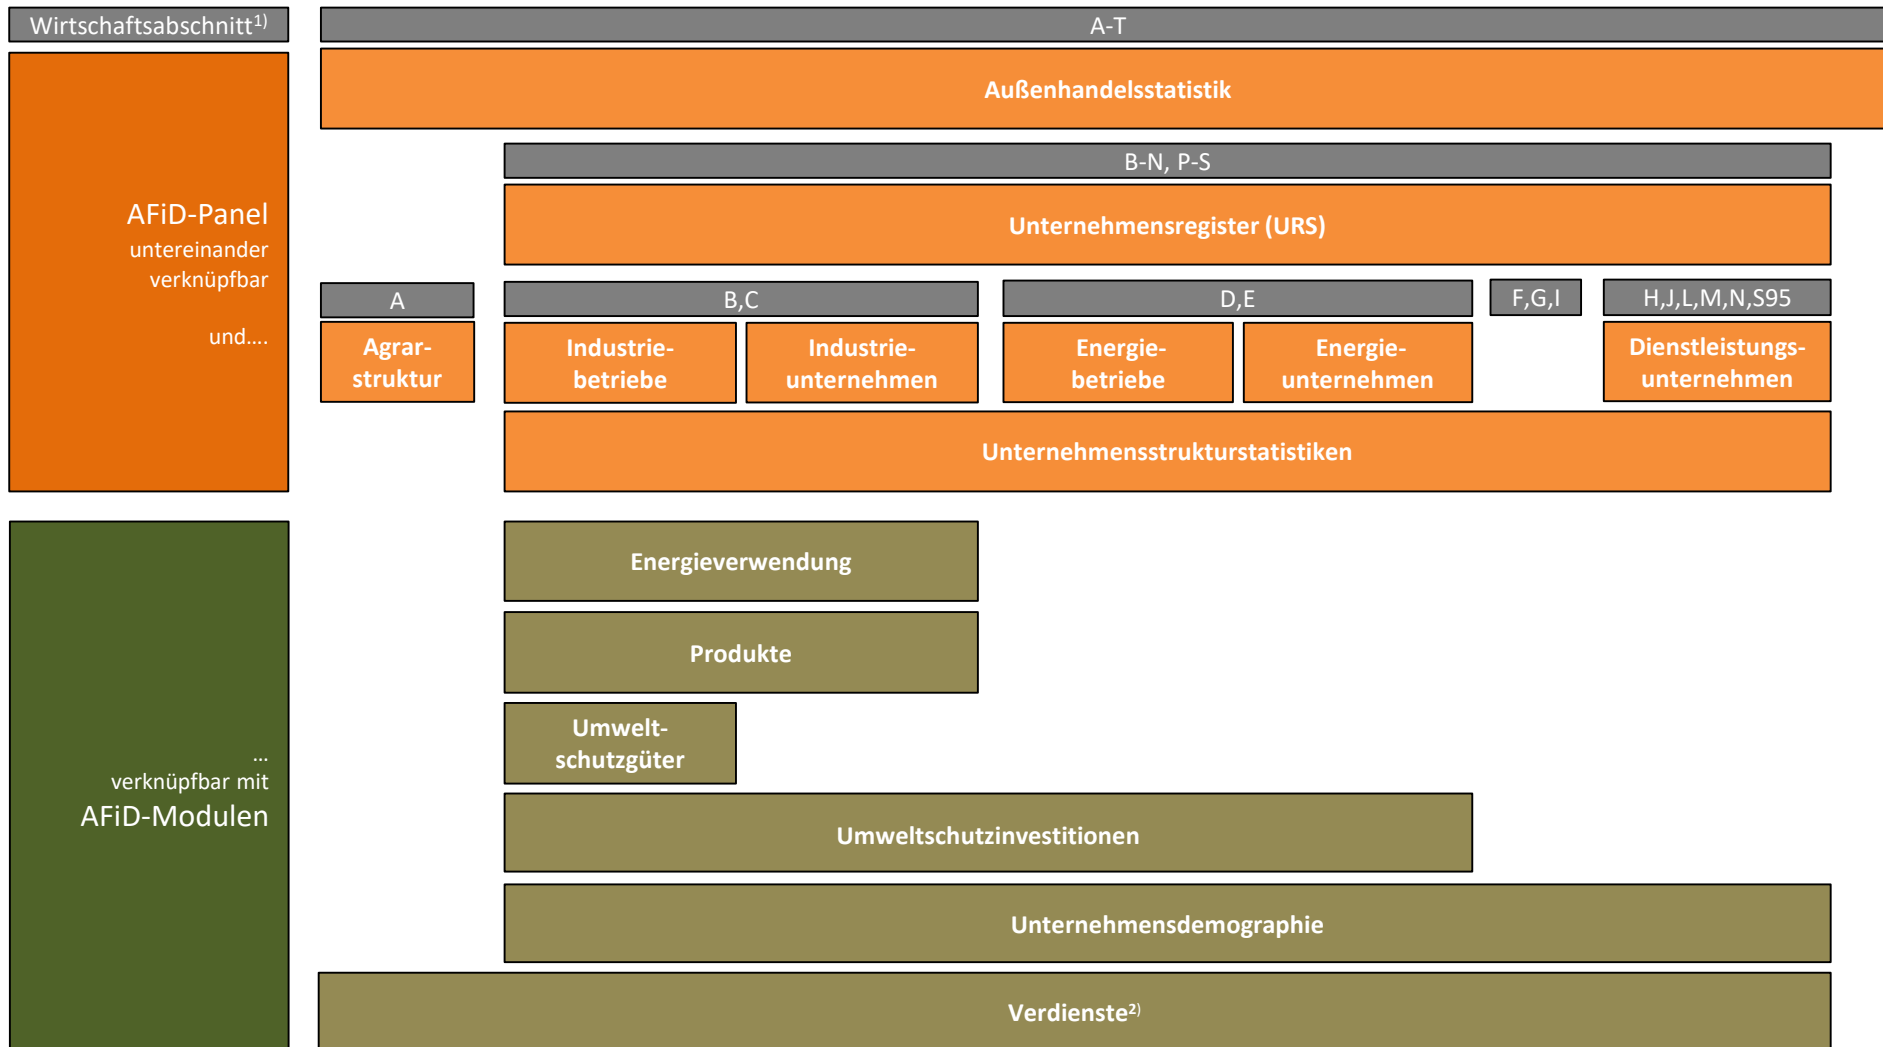 Wirtschaftsabschnitt1)
A-T
Außenhandelsstatistik
AFiD-Panel
untereinander
verknüpfbar
und....
B-N, P-S
Unternehmensregister (URS)
A
B,C
D,E
F,G,I
H,J,L,M,N,S95
Agrar-
struktur
Industrie-
betriebe
Industrie-
unternehmen
Energie-
betriebe
Energie-
unternehmen
Dienstleistungs-
unternehmen
Unternehmensstrukturstatistiken
...
verknüpfbar mit
AFiD-Modulen
Energieverwendung
Produkte
Umwelt-
schutzgüter
Umweltschutzinvestitionen
Unternehmensdemographie
Verdienste2)